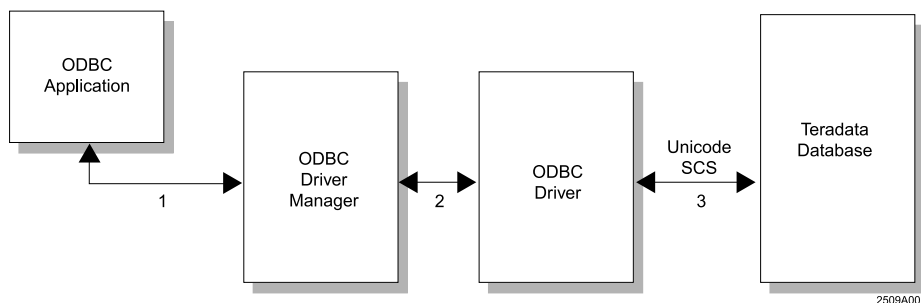 ODBC
Application
ODBC
Driver
Manager
ODBC
Driver
Unicode
SCS
Teradata
Database
1
2
3
2509A00